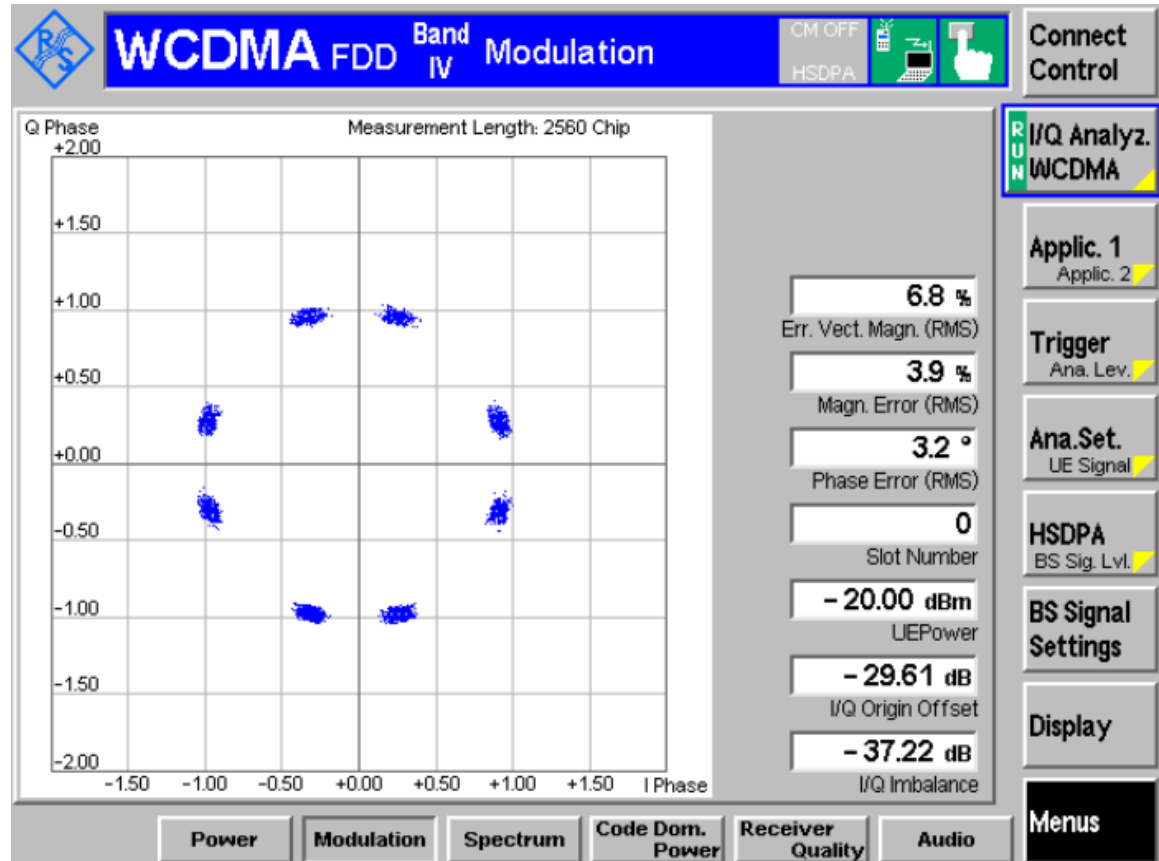 R&S
WCDMA FDD Band IV Modulation
CM OFF
HSDPA
Connect Control
Q Phase
Measurement Length: 2560 Chip
+2.00
+1.50
+1.00
+0.50
+0.00
-0.50
-1.00
-1.50
-2.00
-1.50 -1.00 -0.50 +0.00 +0.50 +1.00 +1.50 I Phase
6.8 %
Err. Vect. Magn. (RMS)
3.9 %
Magn. Error (RMS)
3.2 °
Phase Error (RMS)
0
Slot Number
- 20.00 dBm
UEPower
- 29.61 dB
I/Q Origin Offset
- 37.22 dB
I/Q Imbalance
RUN
I/Q Analyz.
WCDMA
Applic. 1
Applic. 2
Trigger
Ana. Lev.
Ana.Set.
UE Signal
HSDPA
BS Sig. Lvl.
BS Signal
Settings
Display
Menus
Power
Modulation
Spectrum
Code Dom.
Power
Receiver
Quality
Audio